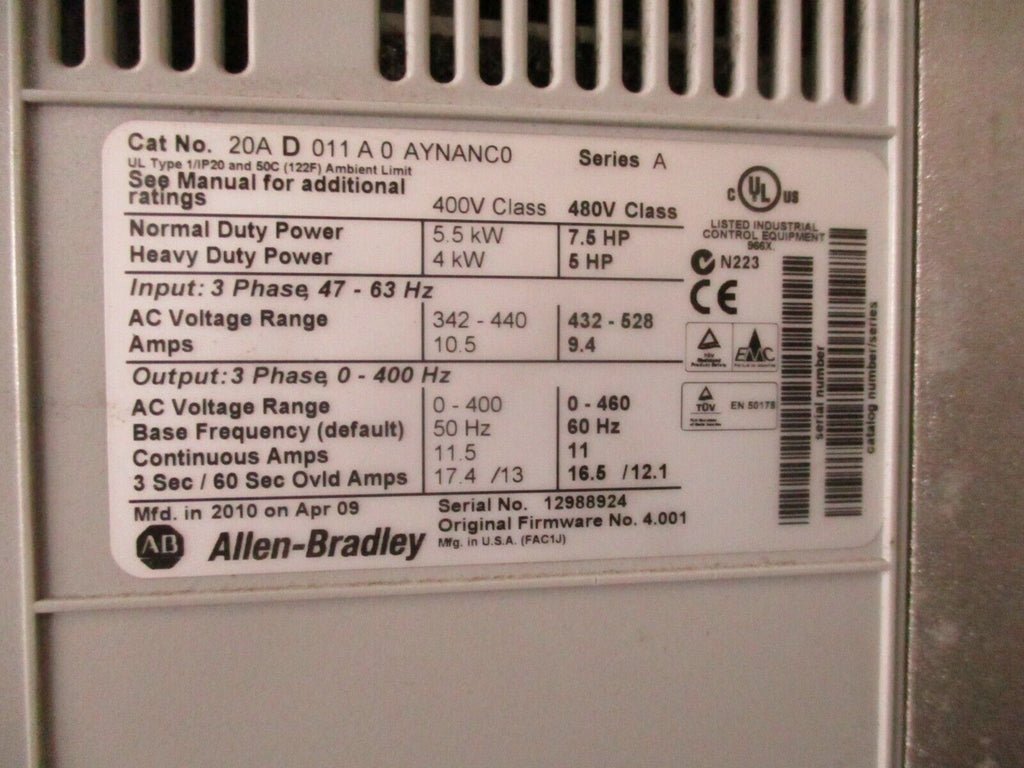 Cat No. 20A D 011 A 0 AYNANC0 Series A
UL Type 1/IP20 and 50C (122F) Ambient Limit
See Manual for additional
ratings
400V Class 480V Class
Normal Duty Power 5.5 kW 7.5 HP
Heavy Duty Power 4 kW 5 HP
Input: 3 Phase, 47 - 63 Hz
AC Voltage Range 342 - 440 432 - 528
Amps 10.5 9.4
Output: 3 Phase, 0 - 400 Hz
AC Voltage Range 0 - 400 0 - 460
Base Frequency (default) 50 Hz 60 Hz
Continuous Amps 11.5 11
3 Sec / 60 Sec Ovld Amps 17.4 /13 16.5 /12.1
Mfd. in 2010 on Apr 09
Serial No. 12988924
Original Firmware No. 4.001
Mfg. in U.S.A. (FAC1J)
AB Allen-Bradley
C UL US
LISTED INDUSTRIAL
CONTROL EQUIPMENT
966X
N223
CE
TÜV
EMC
TÜV EN 50178
serial number
catalog number/series